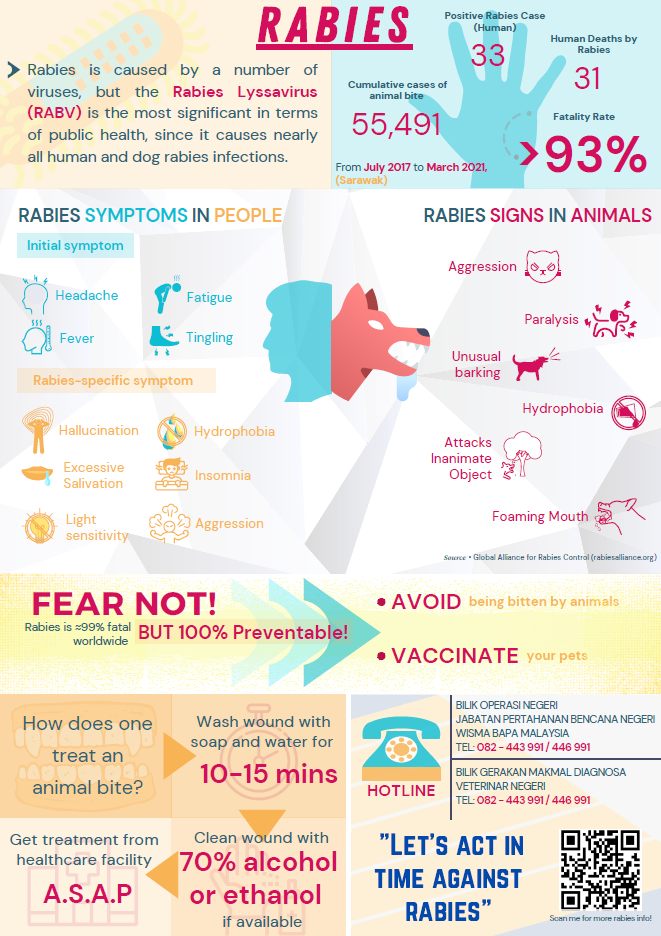 RABIES
Rabies is caused by a number of
viruses, but the Rabies Lyssavirus
(RABV) is the most significant in terms
of public health, since it causes nearly
all human and dog rabies infections.
Positive Rabies Case
(Human)
33
Human Deaths by
Rabies
31
Cumulative cases of
animal bite
55,491
Fatality Rate
>93%
From July 2017 to March 2021,
(Sarawak)
RABIES SYMPTOMS IN PEOPLE
Initial symptom
Headache
Fatigue
Fever
Tingling
Rabies-specific symptom
Hallucination
Hydrophobia
Excessive
Salivation
Insomnia
Light
sensitivity
Aggression
RABIES SIGNS IN ANIMALS
Aggression
Paralysis
Unusual
barking
Hydrophobia
Attacks
Inanimate
Object
Foaming Mouth
Source • Global Alliance for Rabies Control (rabiesalliance.org)
FEAR NOT!
Rabies is ≈99% fatal
worldwide
BUT 100% Preventable!
• AVOID being bitten by animals
• VACCINATE your pets
How does one
treat an
animal bite?
Wash wound with
soap and water for
10-15 mins
Clean wound with
70% alcohol
or ethanol
if available
Get treatment from
healthcare facility
A.S.A.P
HOTLINE
BILIK OPERASI NEGERI
JABATAN PERTAHANAN BENCANA NEGERI
WISMA BAPA MALAYSIA
TEL: 082 - 443 991 / 446 991
BILIK GERAKAN MAKMAL DIAGNOSA
VETERINAR NEGERI
TEL: 082 - 443 991 / 446 991
"LET'S ACT IN
TIME AGAINST
RABIES"
Scan me for more rabies info!